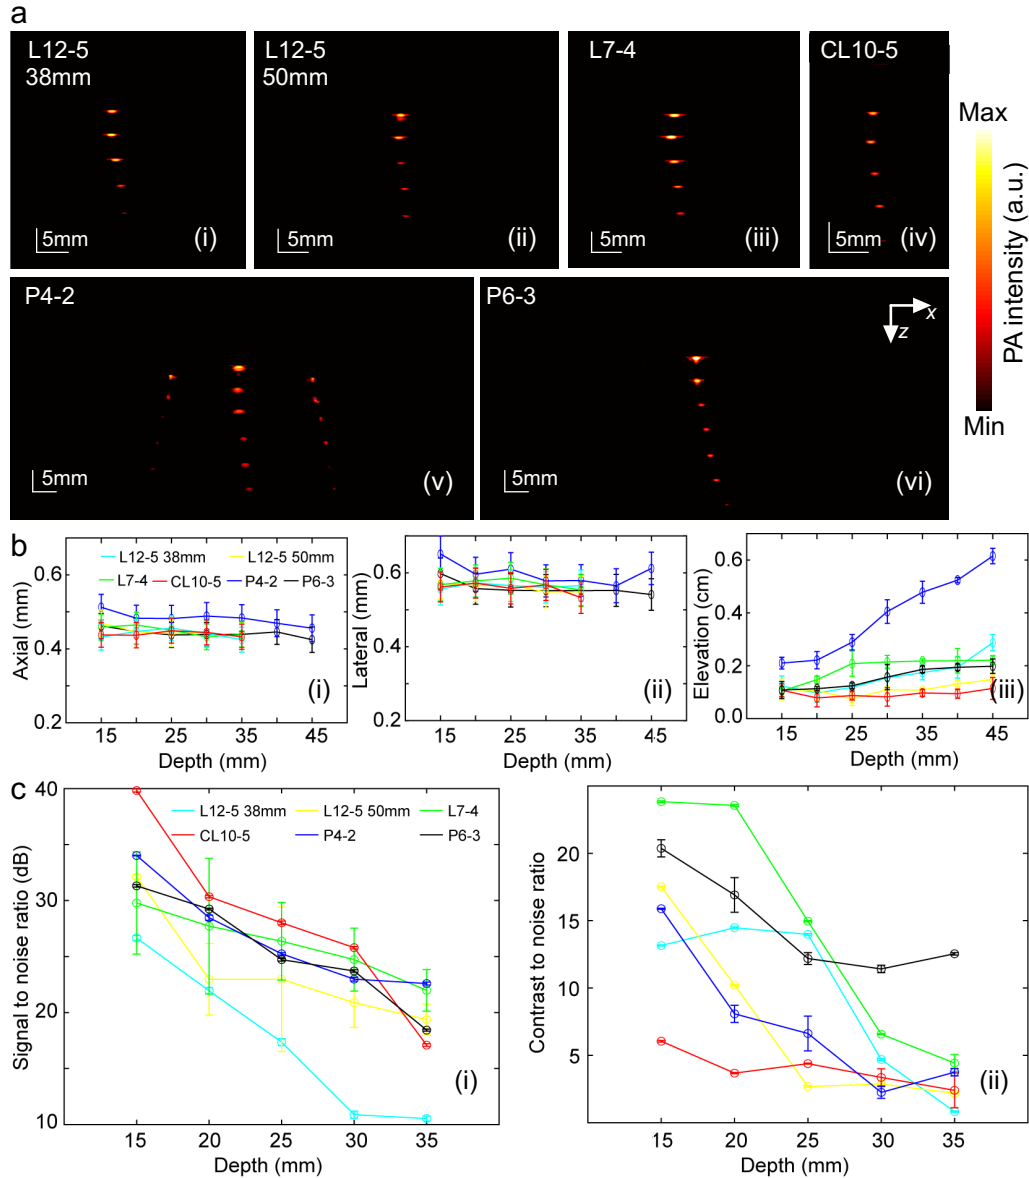 a
L12-5
38mm
5mm
(i)
L12-5
50mm
5mm
(ii)
L7-4
5mm
(iii)
CL10-5
5mm
(iv)
Max
PA intensity (a.u.)
Min
P4-2
5mm
(v)
P6-3
x
z
5mm
(vi)
b
Axial (mm)
0.6
0.4
0.2
L12-5 38mm
L12-5 50mm
L7-4
CL10-5
P4-2
P6-3
(i)
15 25 35 45
Depth (mm)
Lateral (mm)
0.6
0.4
0.2
(ii)
15 25 35 45
Depth (mm)
Elevation (cm)
0.6
0.4
0.2
0.0
(iii)
15 25 35 45
Depth (mm)
c
Signal to noise ratio (dB)
40
30
20
10
L12-5 38mm
L12-5 50mm
L7-4
CL10-5
P4-2
P6-3
(i)
15 20 25 30 35
Depth (mm)
Contrast to noise ratio
20
15
10
5
(ii)
15 20 25 30 35
Depth (mm)